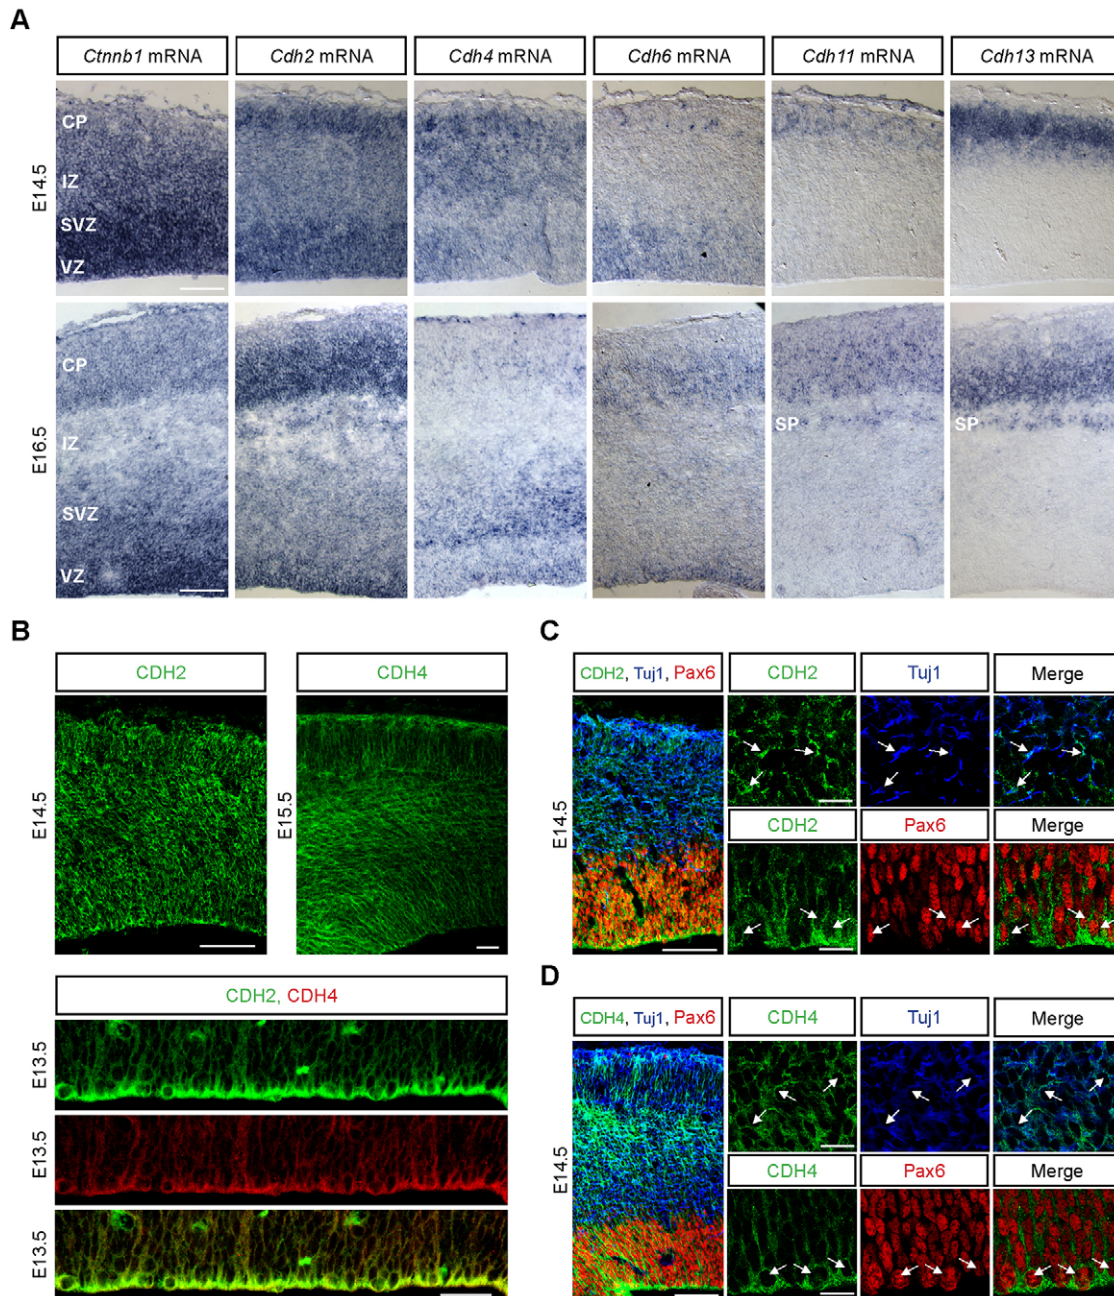 A
Ctnnb1 mRNA Cdh2 mRNA Cdh4 mRNA Cdh6 mRNA Cdh11 mRNA Cdh13 mRNA
E14.5
CP
IZ
SVZ
VZ
E16.5
CP
IZ
SVZ
VZ
SP
SP
B
CDH2 CDH4
E14.5
E15.5
CDH2, CDH4
E13.5
E13.5
E13.5
C
CDH2, Tuj1, Pax6 CDH2 Tuj1 Merge
E14.5
CDH2 Pax6 Merge
D
CDH4, Tuj1, Pax6 CDH4 Tuj1 Merge
E14.5
CDH4 Pax6 Merge